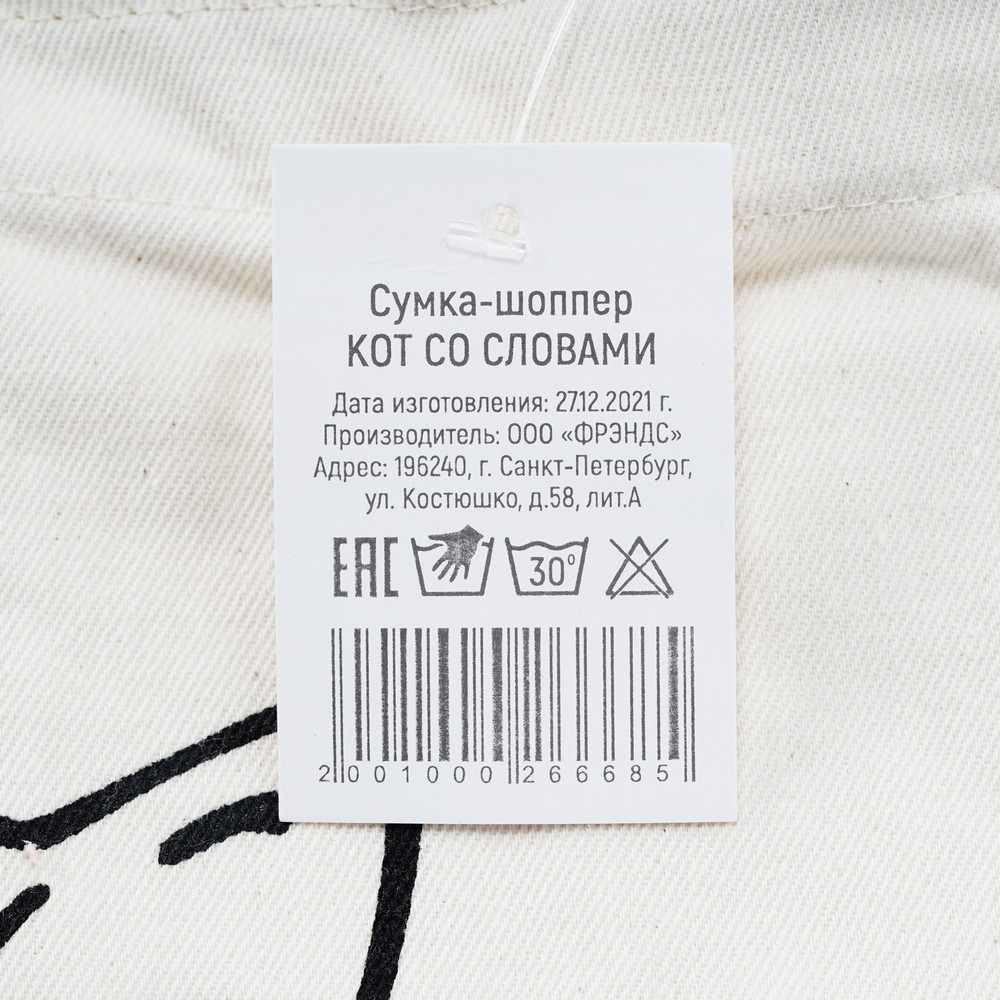 Сумка-шоппер
КОТ СО СЛОВАМИ
Дата изготовления: 27.12.2021 г.
Производитель: ООО «ФРЭНДС»
Адрес: 196240, г. Санкт-Петербург,
ул. Костюшко, д.58, лит.А
ЕАС 30°
2 001000 266685